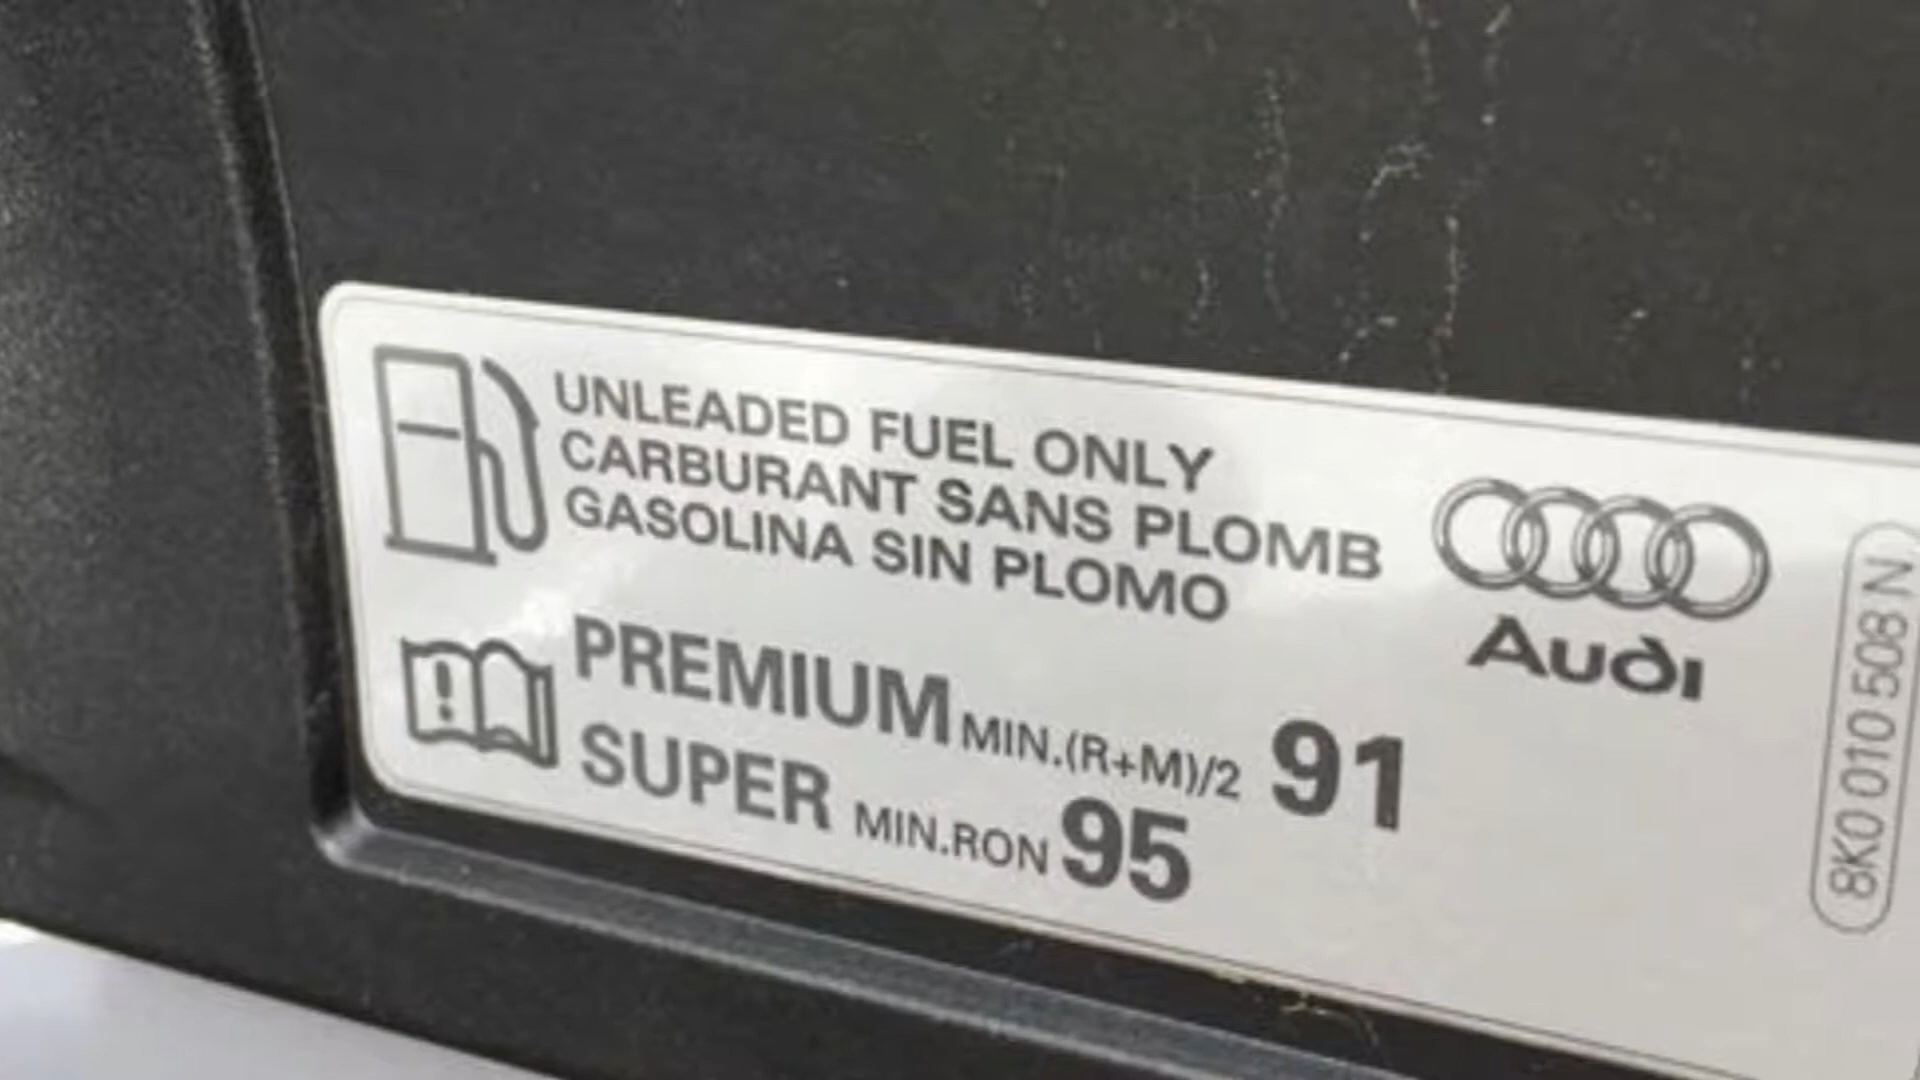 UNLEADED FUEL ONLY
CARBURANT SANS PLOMB
GASOLINA SIN PLOMO
Audi
PREMIUM MIN.(R+M)/2 91
SUPER MIN.RON 95
8K0 010 508 N